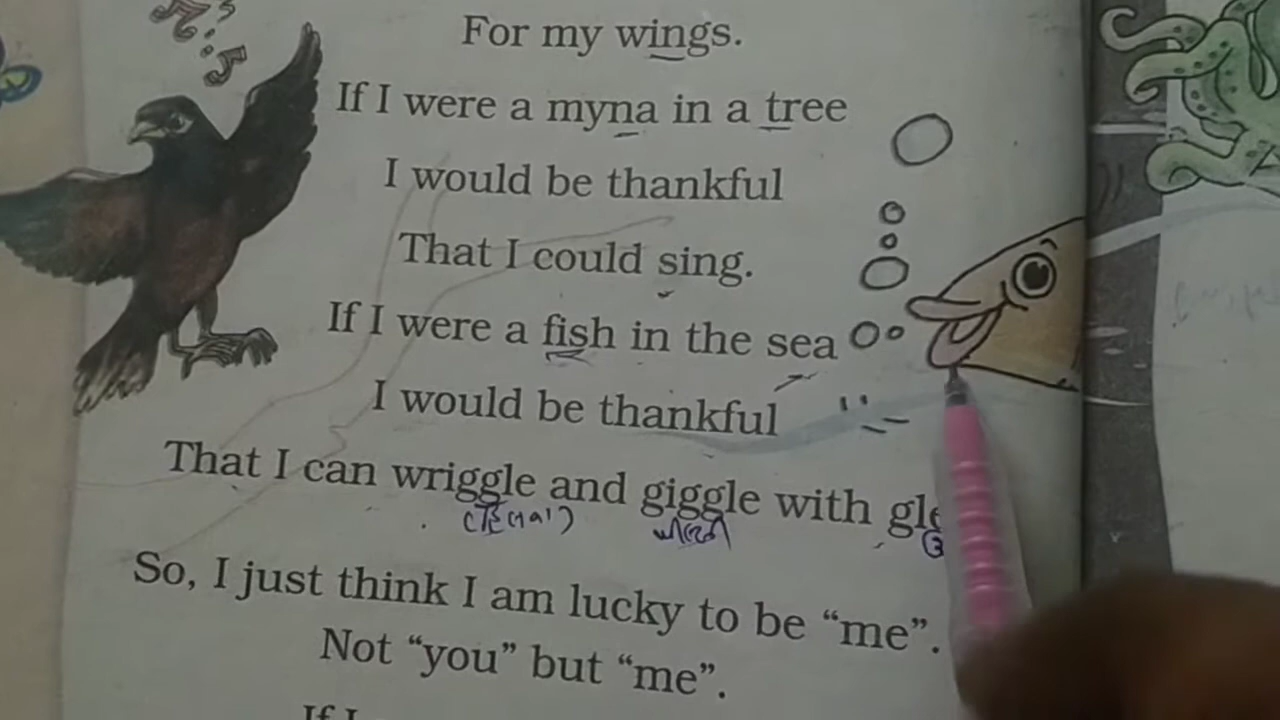 For my wings.
If I were a myna in a tree
I would be thankful
That I could sing.
If I were a fish in the sea
I would be thankful
That I can wriggle and giggle with
So, I just think I am lucky to be “me”.
Not “you” but “me”.
If I